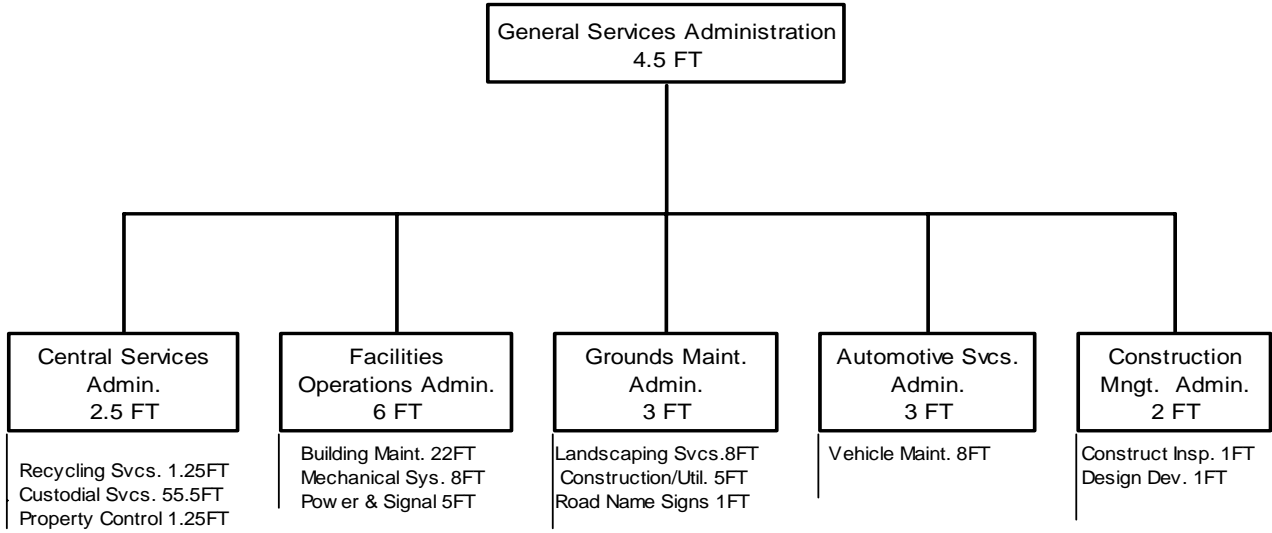 General Services Administration
4.5 FT
Central Services
Admin.
2.5 FT
Recycling Svcs. 1.25FT
Custodial Svcs. 55.5FT
Property Control 1.25FT
Facilities
Operations Admin.
6 FT
Building Maint. 22FT
Mechanical Sys. 8FT
Power & Signal 5FT
Grounds Maint.
Admin.
3 FT
Landscaping Svcs.8FT
Construction/Util. 5FT
Road Name Signs 1FT
Automotive Svcs.
Admin.
3 FT
Vehicle Maint. 8FT
Construction
Mngt. Admin.
2 FT
Construct Insp. 1FT
Design Dev. 1FT